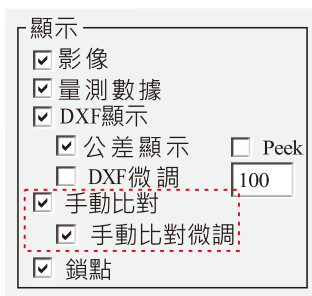 顯示
影像
量測數據
DXF顯示
公差顯示 Peek
DXF微調 100
手動比對
手動比對微調
鎖點